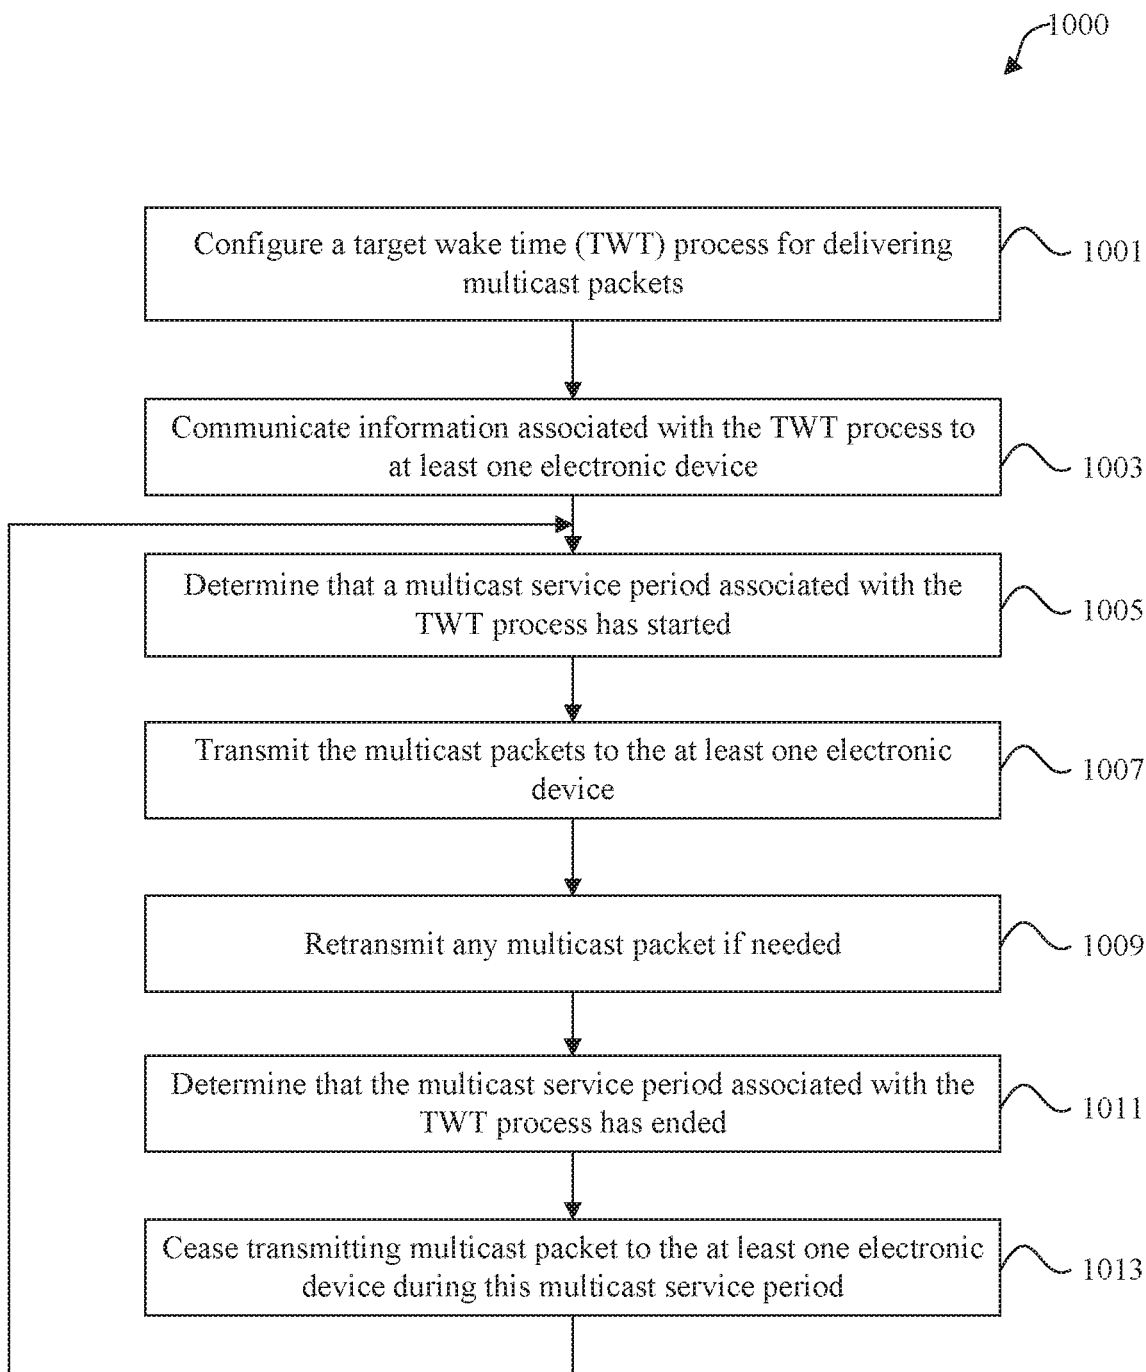 1000
Configure a target wake time (TWT) process for delivering
multicast packets
1001
Communicate information associated with the TWT process to
at least one electronic device
1003
Determine that a multicast service period associated with the
TWT process has started
1005
Transmit the multicast packets to the at least one electronic
device
1007
Retransmit any multicast packet if needed
1009
Determine that the multicast service period associated with the
TWT process has ended
1011
Cease transmitting multicast packet to the at least one electronic
device during this multicast service period
1013